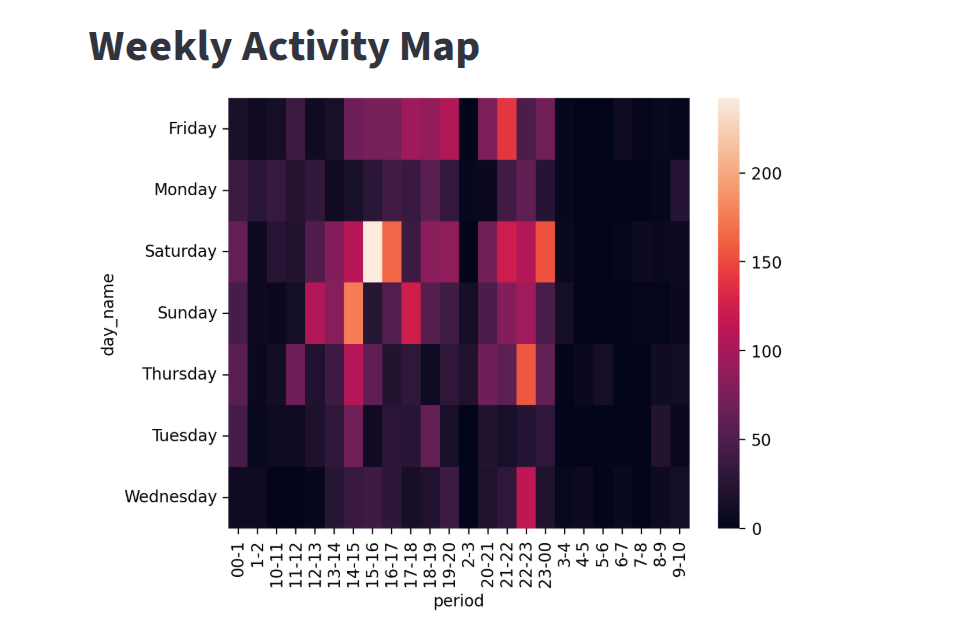 Weekly Activity Map
Friday
Monday
Saturday
Sunday
Thursday
Tuesday
Wednesday
day_name
00-1 1-2 10-11 11-12 12-13 13-14 14-15 15-16 16-17 17-18 18-19 19-20 2-3 20-21 21-22 22-23 23-00 3-4 4-5 5-6 6-7 7-8 8-9 9-10
period
200
150
100
50
0